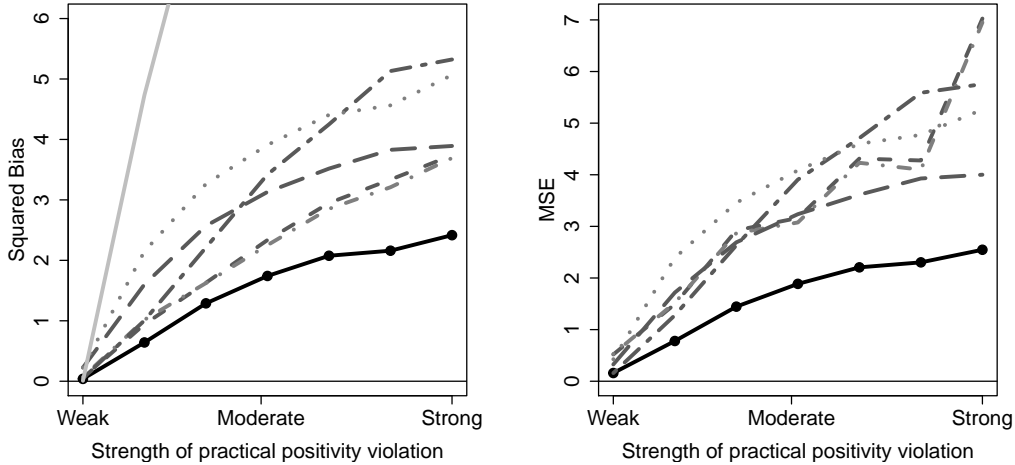 6
5
4
3
2
1
0
Squared Bias
Weak Moderate Strong
Strength of practical positivity violation
7
6
5
4
3
2
1
0
MSE
Weak Moderate Strong
Strength of practical positivity violation